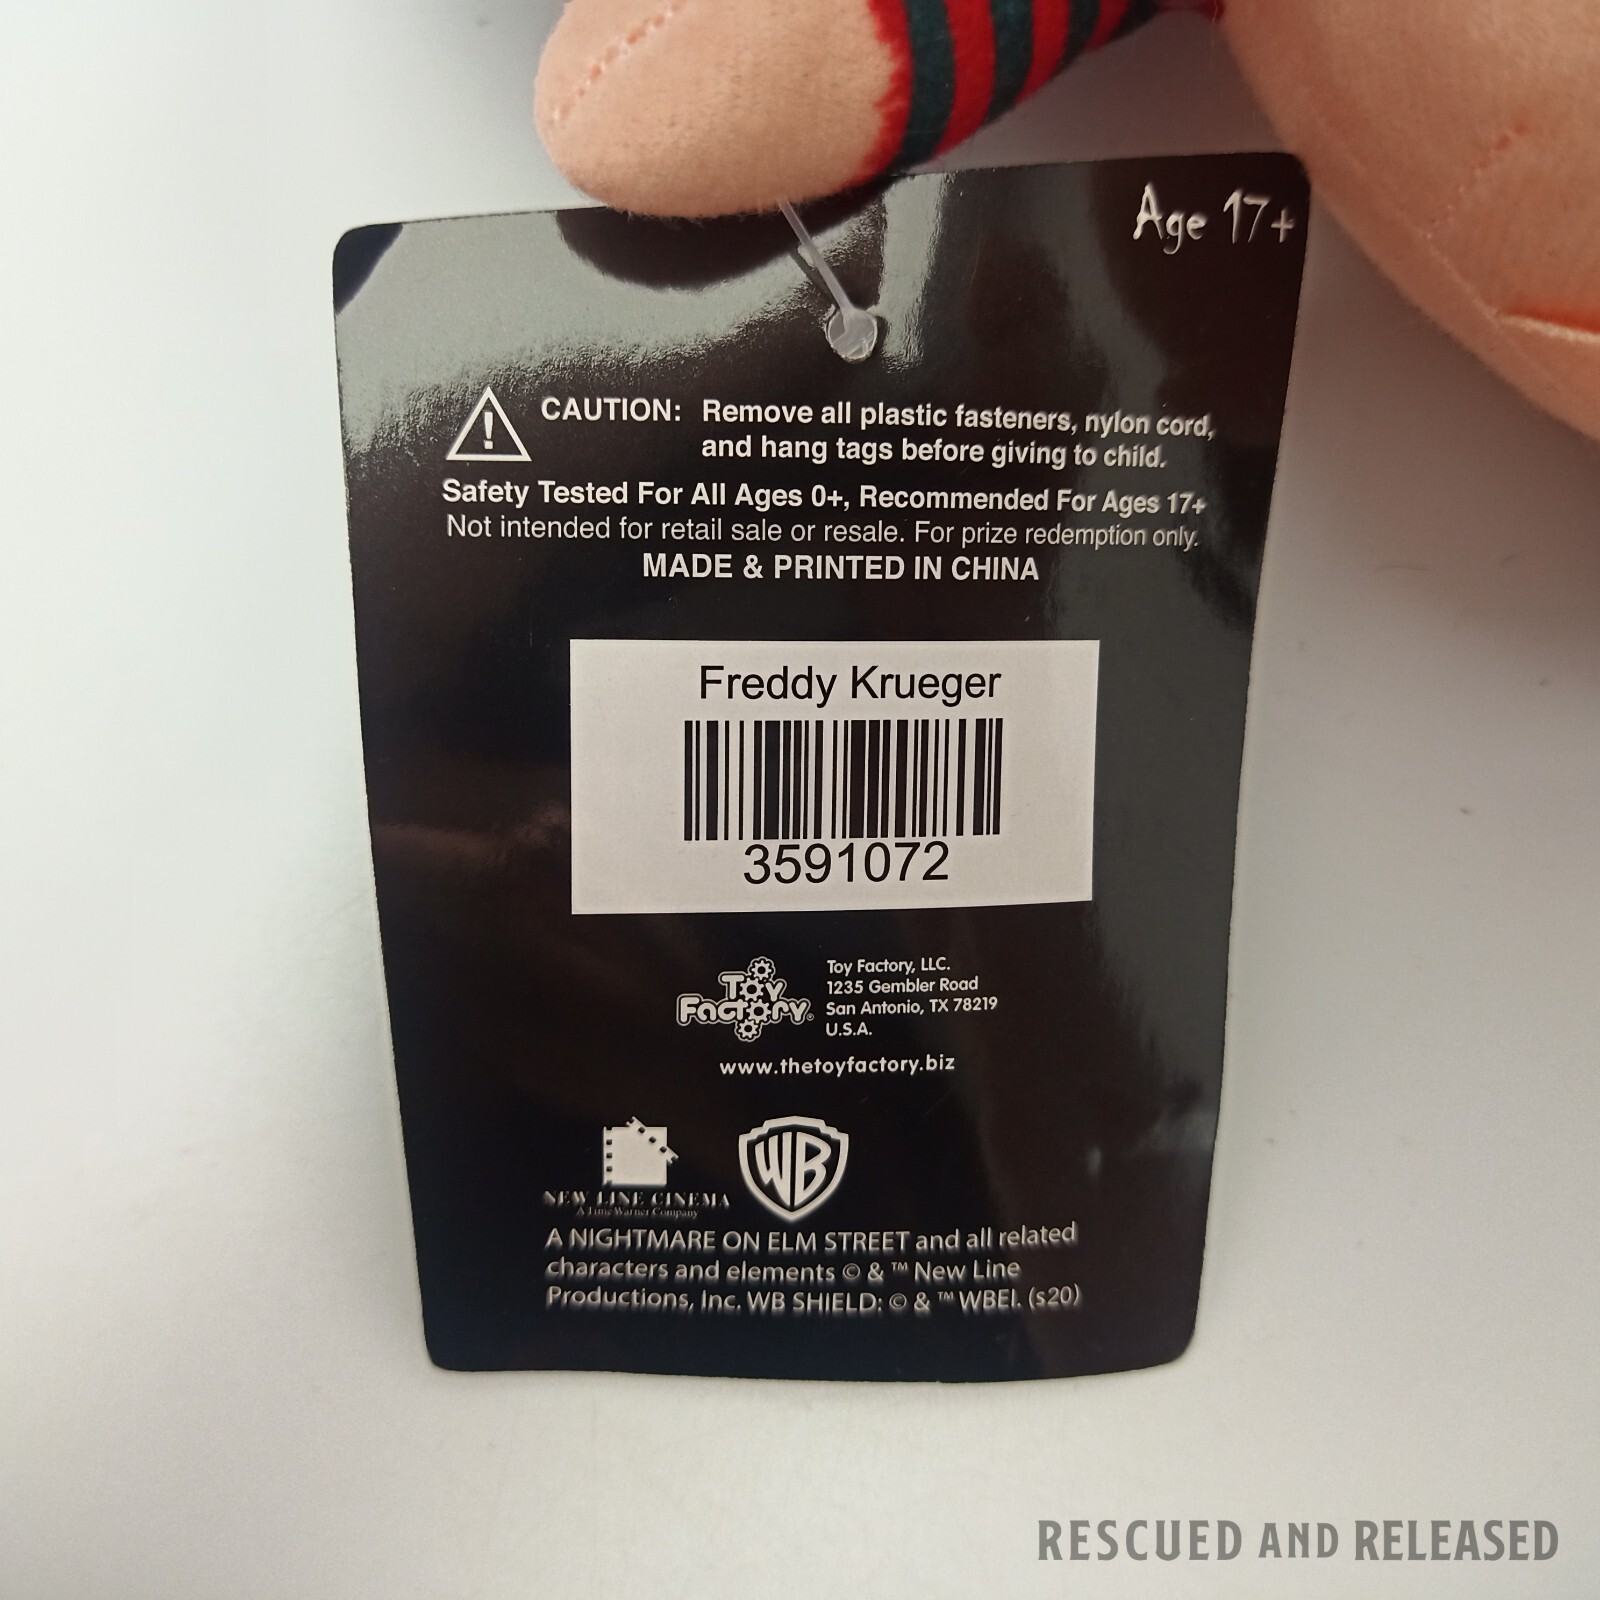 Age 17+
CAUTION: Remove all plastic fasteners, nylon cord,
and hang tags before giving to child.
Safety Tested For All Ages 0+, Recommended For Ages 17+
Not intended for retail sale or resale. For prize redemption only.
MADE & PRINTED IN CHINA
Freddy Krueger
3591072
Toy Factory®
Toy Factory, LLC.
1235 Gembler Road
San Antonio, TX 78219
U.S.A.
www.thetoyfactory.biz
NEW LINE CINEMA
A Time Warner Company
WB
A NIGHTMARE ON ELM STREET and all related
characters and elements © & ™ New Line
Productions, Inc. WB SHIELD: © & ™ WBEI. (s20)
RESCUED AND RELEASED